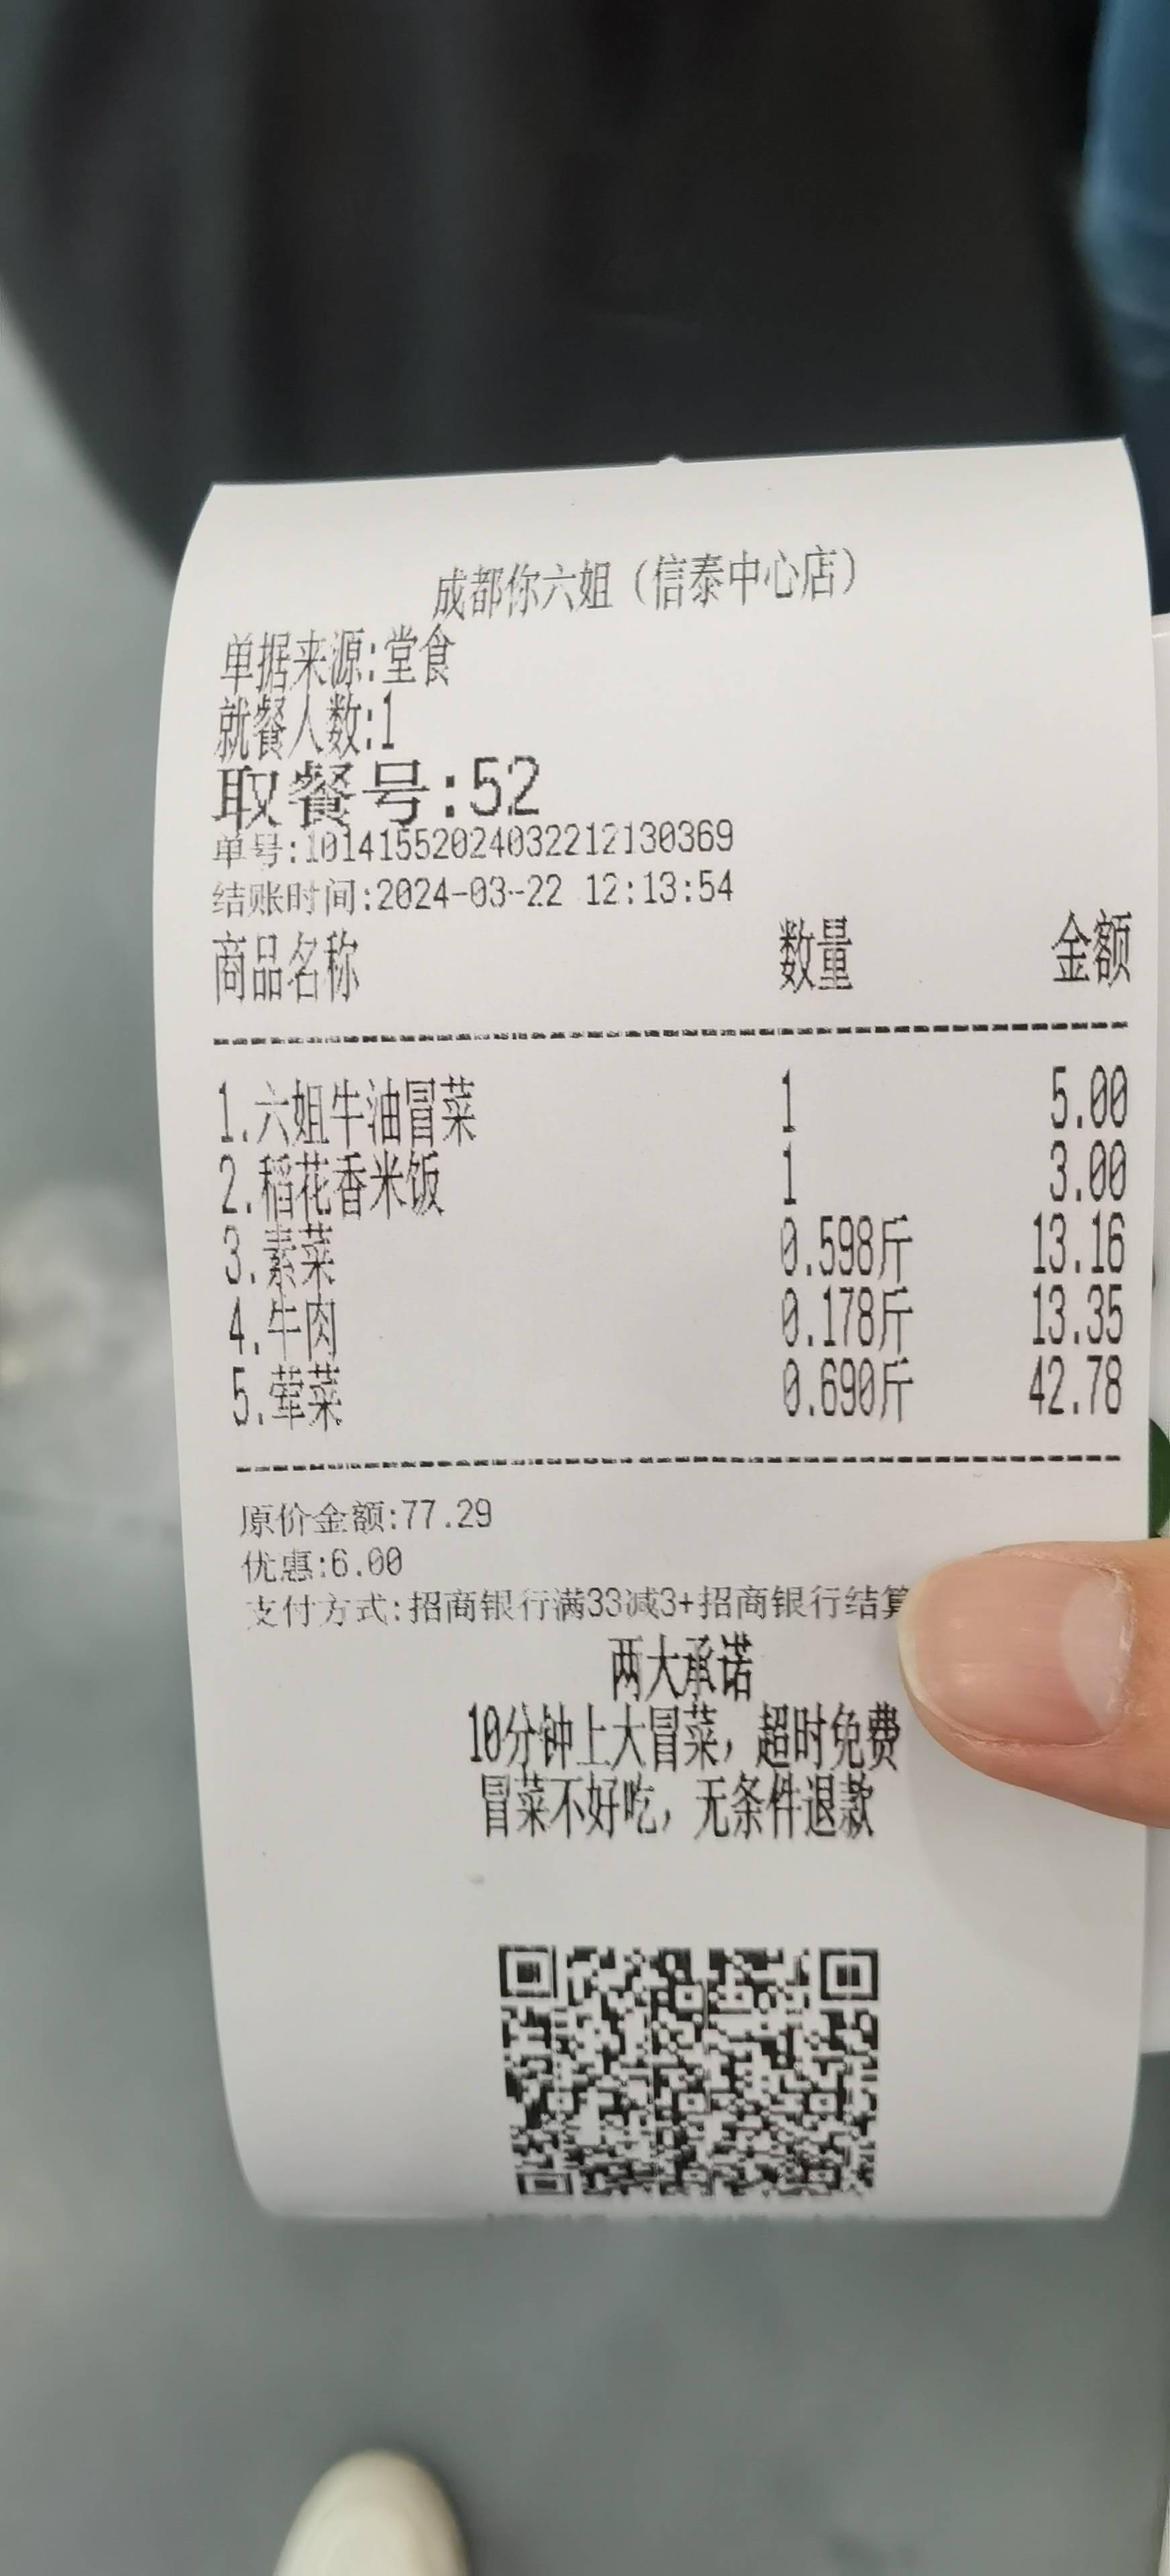 成都你六姐（信泰中心店）
单据来源:堂食
就餐人数:1
取餐号:52
单号:10141552024032212130369
结账时间:2024-03-22 12:13:54
商品名称 数量 金额
1.六姐牛油冒菜 1 5.00
2.稻花香米饭 1 3.00
3.素菜 0.598斤 13.16
4.牛肉 0.178斤 13.35
5.荤菜 0.690斤 42.78
原价金额:77.29
优惠:6.00
支付方式:招商银行满33减3+招商银行结算
两大承诺
10分钟上大冒菜，超时免费
冒菜不好吃，无条件退款